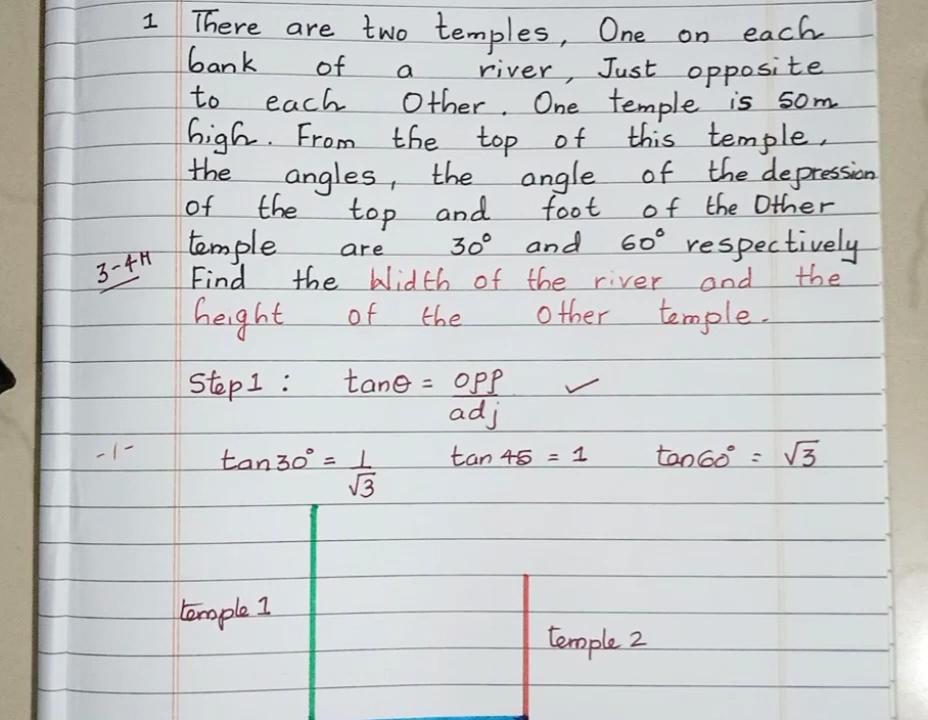 1 There are two temples, One on each
bank of a river, Just opposite
to each Other. One temple is 50m
high. From the top of this temple,
the angles, the angle of the depression
of the top and foot of the Other
temple are 30° and 60° respectively
3-4M
Find the Width of the river and the
height of the Other temple.
Step 1 : tanθ = opp/adj ✓
-1- tan 30° = 1/√3 tan 45 = 1 tan 60° = √3
temple 1
temple 2